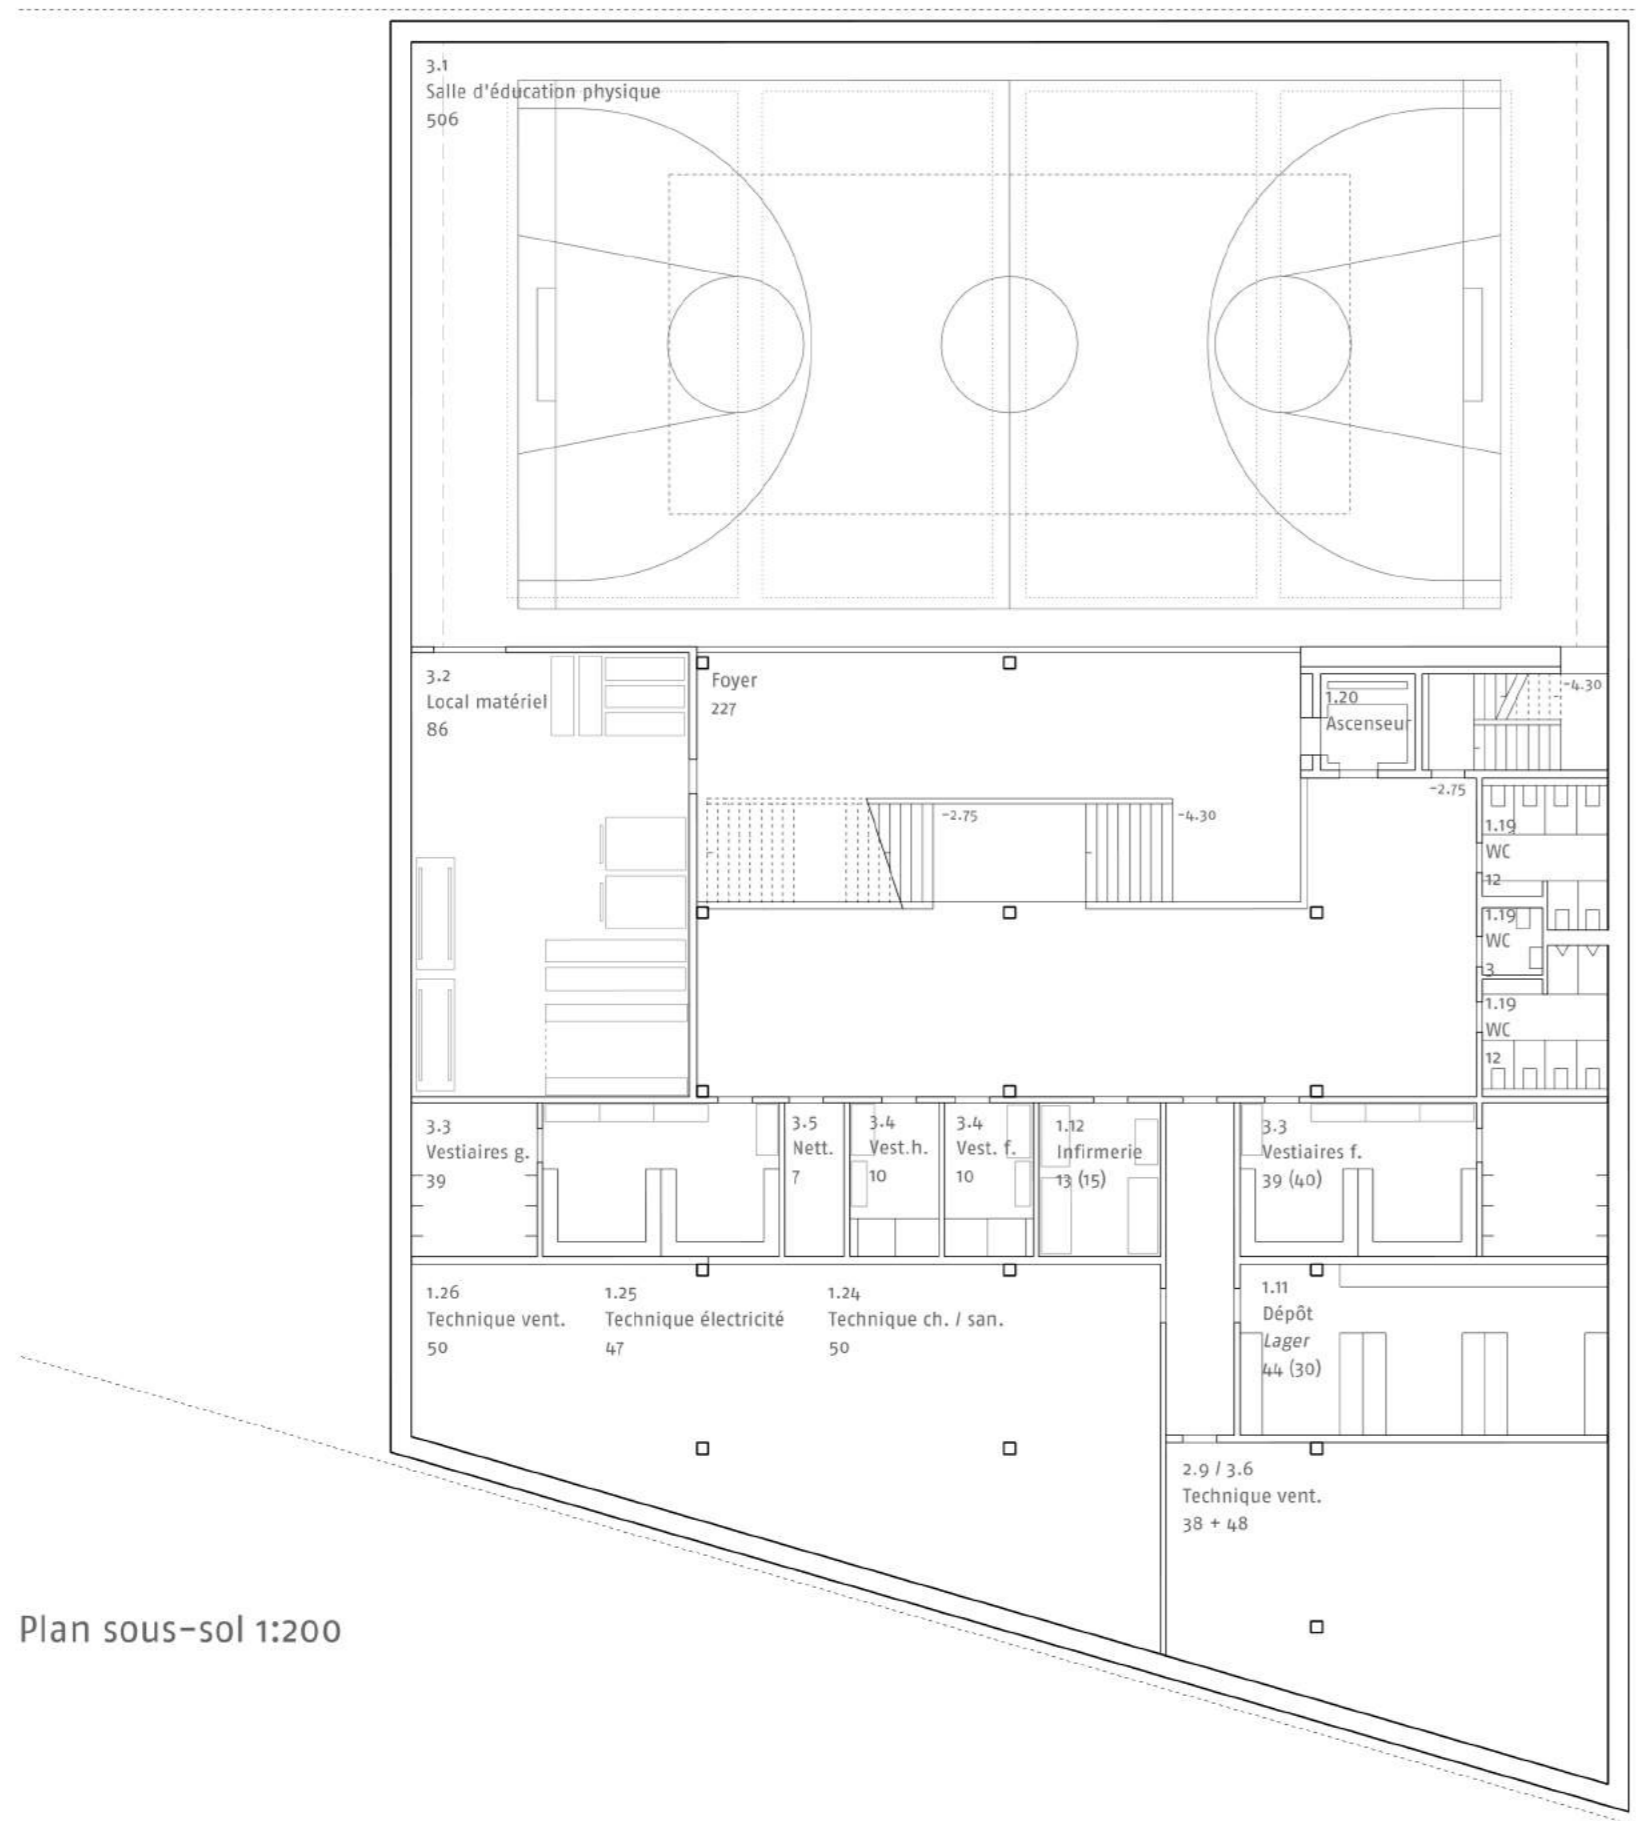 3.1
Salle d'éducation physique
506
3.2
Local matériel
86
Foyer
227
1.20
Ascenseur
-4.30
-2.75
-2.75
-4.30
1.19
WC
12
1.19
WC
3
1.19
WC
12
3.3
Vestiaires g.
39
3.5
Nett.
7
3.4
Vest.h.
10
3.4
Vest. f.
10
1.12
Infirmerie
13 (15)
3.3
Vestiaires f.
39 (40)
1.26
Technique vent.
50
1.25
Technique électricité
47
1.24
Technique ch. / san.
50
1.11
Dépôt
Lager
44 (30)
2.9 / 3.6
Technique vent.
38 + 48
Plan sous-sol 1:200